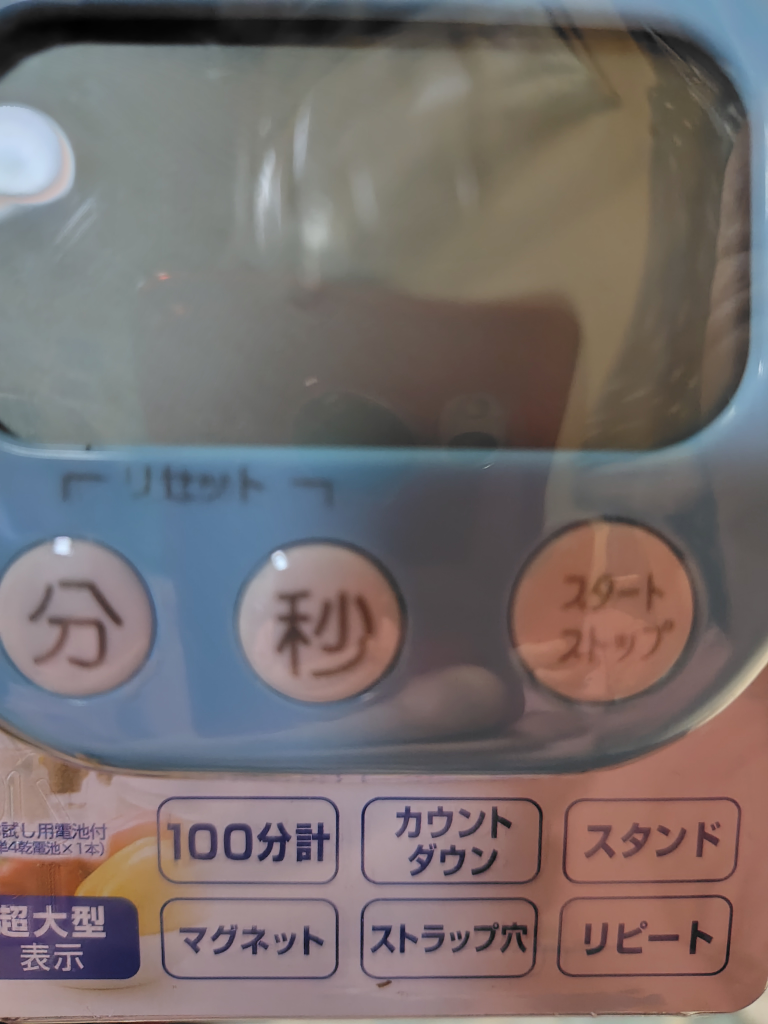 リセット
分
秒
スタート
ストップ
試し用電池付
単4乾電池×1本)
100分計
カウント
ダウン
スタンド
超大型
表示
マグネット
ストラップ穴
リピート